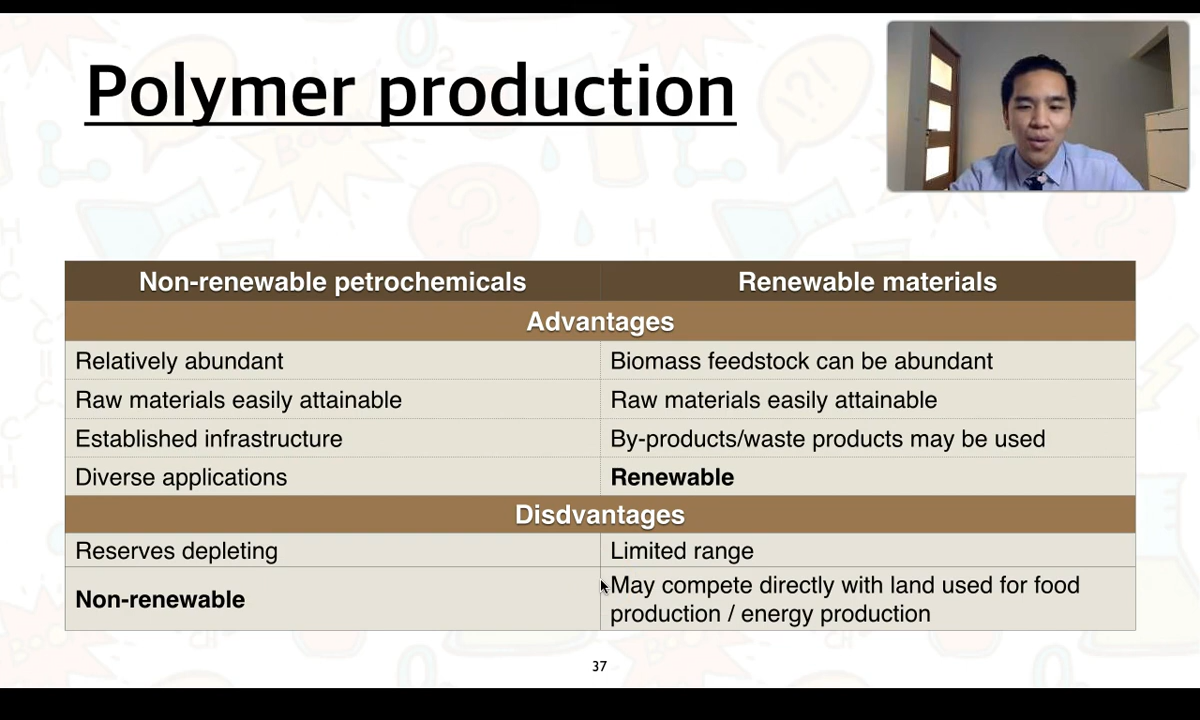 Polymer production
Non-renewable petrochemicals
Renewable materials
Advantages
Relatively abundant
Biomass feedstock can be abundant
Raw materials easily attainable
Raw materials easily attainable
Established infrastructure
By-products/waste products may be used
Diverse applications
Renewable
Disdvantages
Reserves depleting
Limited range
Non-renewable
May compete directly with land used for food
production / energy production
37